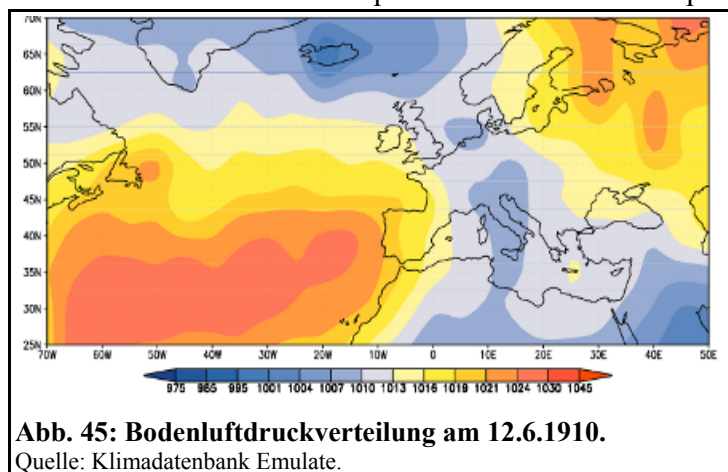 70N
65N
60N
55N
50N
45N
40N
35N
30N
25N
70W 60W 50W 40W 30W 20W 10W 0 10E 20E 30E 40E 50E
975 985 995 1001 1004 1007 1010 1013 1016 1019 1021 1024 1030 1045
Abb. 45: Bodenluftdruckverteilung am 12.6.1910.
Quelle: Klimadatenbank Emulate.